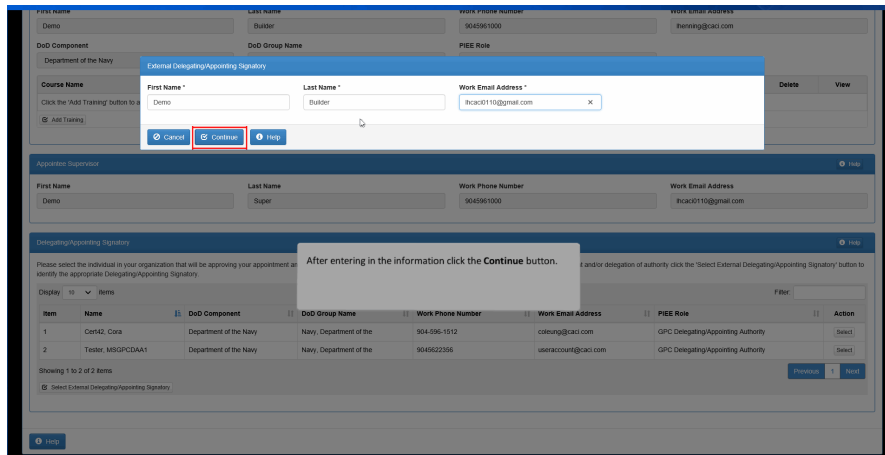 First Name Last Name Work Phone Number Work Email Address
Demo Builder 9045961000 lhenning@caci.com
DoD Component DoD Group Name PIEE Role
Department of the Navy
External Delegating/Appointing Signatory
First Name * Last Name * Work Email Address *
Demo Builder lhcaci0110@gmail.com ×
Cancel Continue Help
Course Name Delete View
Click the 'Add Training' button to a
Add Training
Appointee Supervisor Help
First Name Last Name Work Phone Number Work Email Address
Demo Super 9045961000 lhcaci0110@gmail.com
Delegating/Appointing Signatory Help
After entering in the information click the Continue button.
Please select the individual in your organization that will be approving your appointment an t and/or delegation of authority click the 'Select External Delegating/Appointing Signatory' button to
identify the appropriate Delegating/Appointing Signatory.
Display 10 items Filter:
Item Name DoD Component DoD Group Name Work Phone Number Work Email Address PIEE Role Action
1 Cert42, Cora Department of the Navy Navy, Department of the 904-596-1512 coleung@caci.com GPC Delegating/Appointing Authority Select
2 Tester, MSGPCDAA1 Department of the Navy Navy, Department of the 9045622356 useraccount@caci.com GPC Delegating/Appointing Authority Select
Showing 1 to 2 of 2 items Previous 1 Next
Select External Delegating/Appointing Signatory
Help